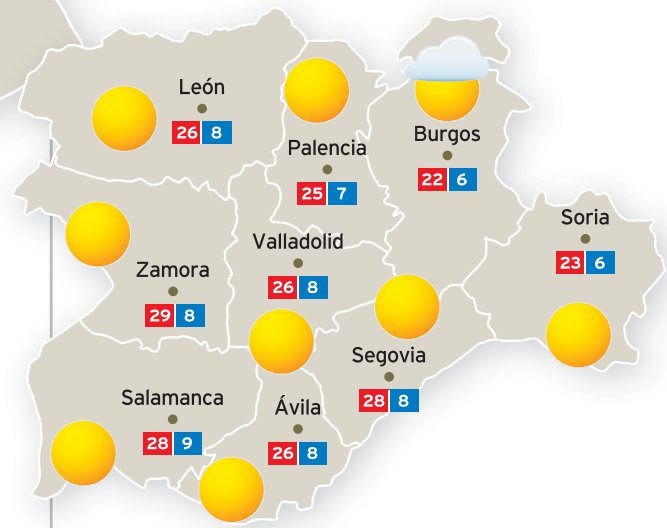 León
26 8
Palencia
25 7
Burgos
22 6
Soria
23 6
Valladolid
26 8
Zamora
29 8
Segovia
28 8
Salamanca
28 9
Ávila
26 8